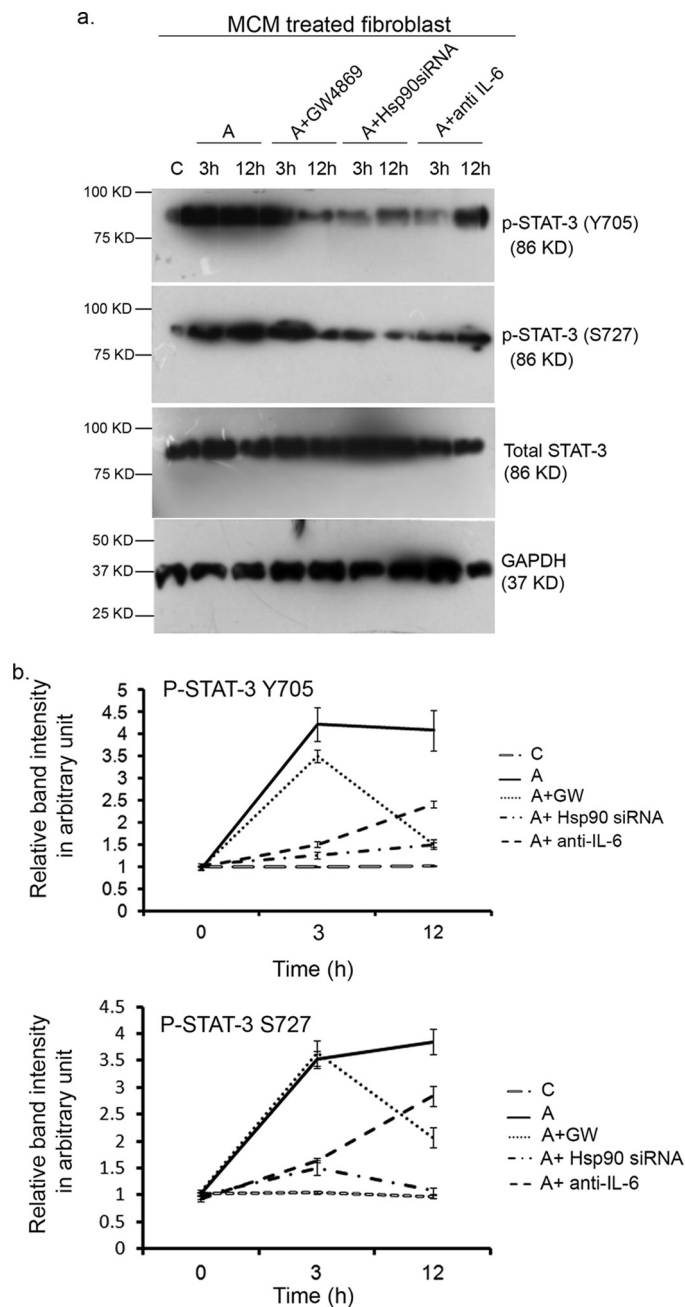 a.
MCM treated fibroblast
A
A+GW4869
A+Hsp90siRNA
A+anti IL-6
C 3h 12h 3h 12h 3h 12h 3h 12h
100 KD
75 KD
p-STAT-3 (Y705)
(86 KD)
100 KD
75 KD
p-STAT-3 (S727)
(86 KD)
100 KD
75 KD
Total STAT-3
(86 KD)
50 KD
37 KD
25 KD
GAPDH
(37 KD)
b.
P-STAT-3 Y705
Relative band intensity
in arbitrary unit
5
4.5
4
3.5
3
2.5
2
1.5
1
0.5
0
0 3 12
Time (h)
C
A
A+GW
A+ Hsp90 siRNA
A+ anti-IL-6
P-STAT-3 S727
Relative band intensity
in arbitrary unit
4.5
4
3.5
3
2.5
2
1.5
1
0.5
0
0 3 12
Time (h)
C
A
A+GW
A+ Hsp90 siRNA
A+ anti-IL-6